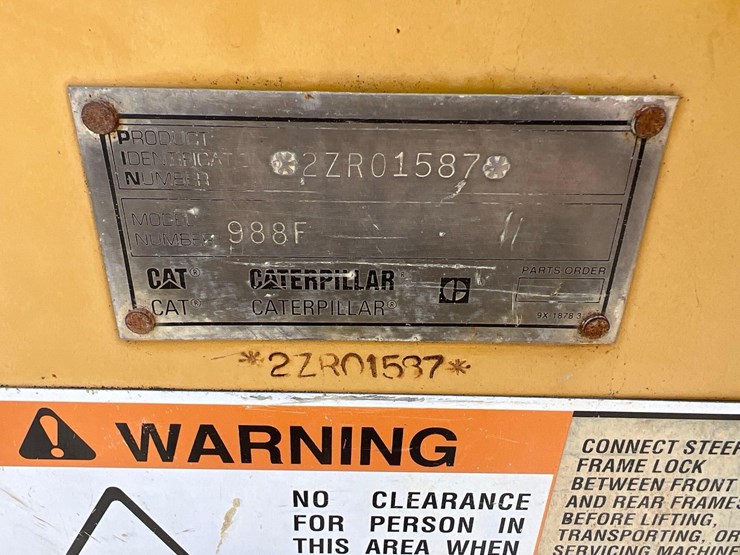 PRODUCT
IDENTIFICATION
NUMBER
*2ZR01587*
MODEL
NUMBER
988F
CAT® CATERPILLAR®
CAT® CATERPILLAR®
PARTS ORDER
9X-1878 3
*2ZR01587*
WARNING
NO CLEARANCE
FOR PERSON IN
THIS AREA WHEN
CONNECT STEER
FRAME LOCK
BETWEEN FRONT
AND REAR FRAMES
BEFORE LIFTING,
TRANSPORTING, OR
SERVICING MACHINE